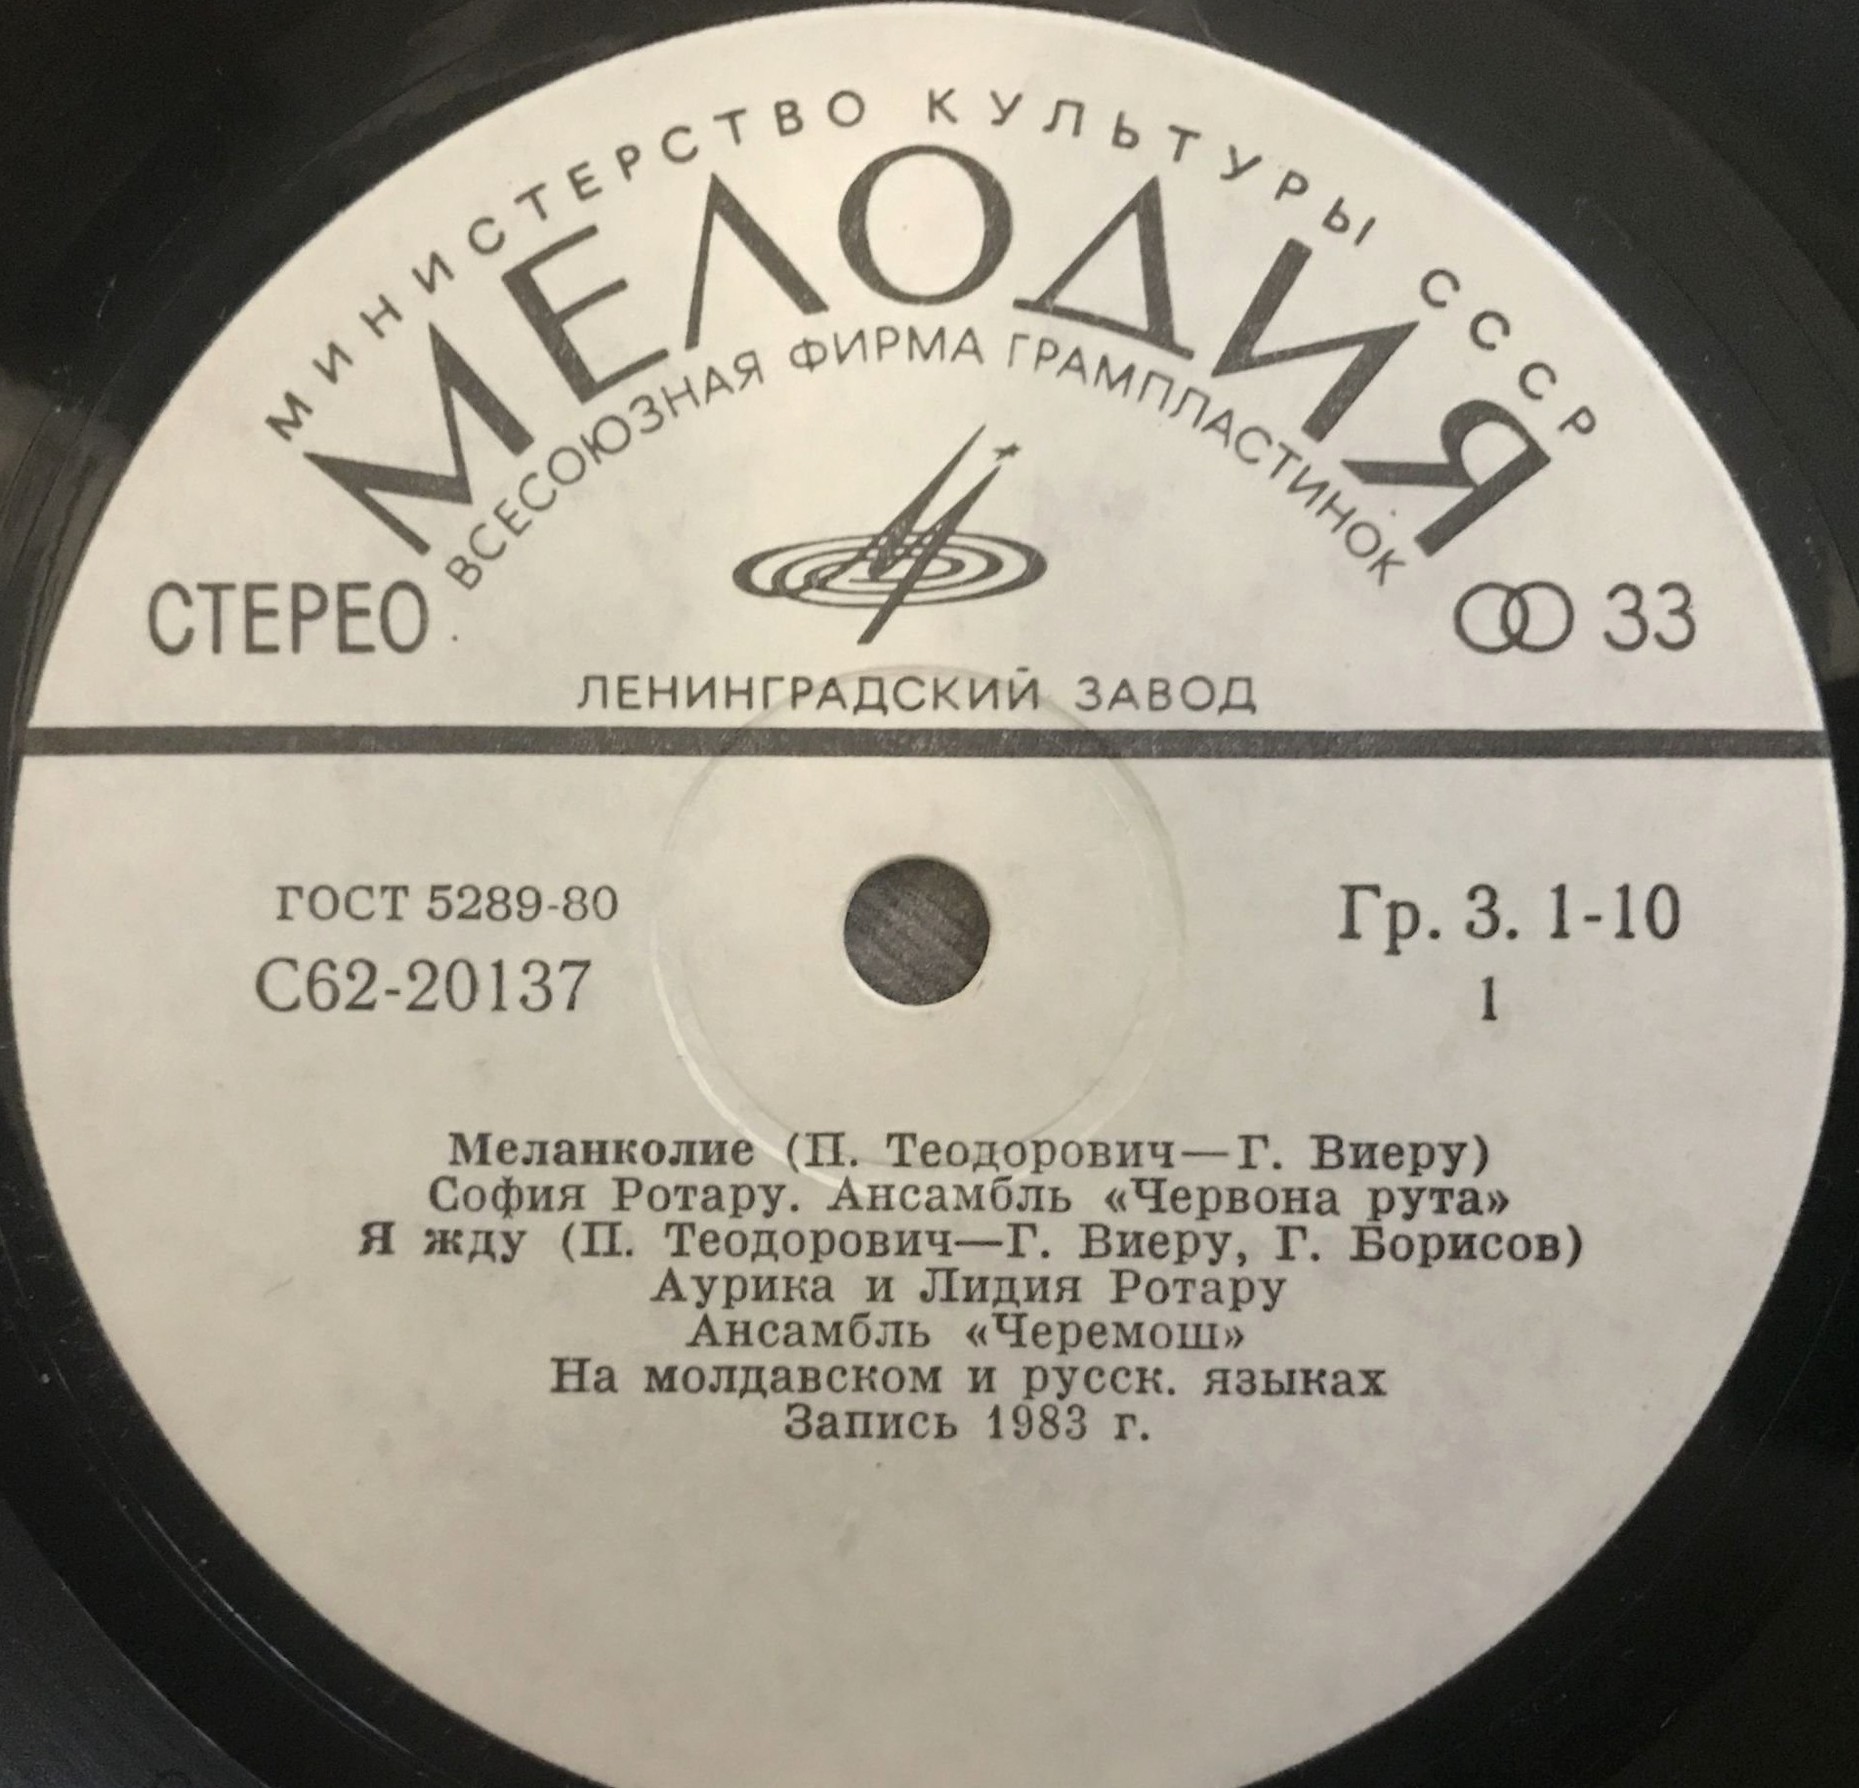 МИНИСТЕРСТВО КУЛЬТУРЫ СССР
МЕЛОДИЯ
ВСЕСОЮЗНАЯ ФИРМА ГРАМПЛАСТИНОК
СТЕРЕО
33
ЛЕНИНГРАДСКИЙ ЗАВОД
ГОСТ 5289-80
Гр. 3. 1-10
С62-20137
1
Меланколие (П. Теодорович—Г. Виеру)
София Ротару. Ансамбль «Червона рута»
Я жду (П. Теодорович—Г. Виеру, Г. Борисов)
Аурика и Лидия Ротару
Ансамбль «Черемош»
На молдавском и русск. языках
Запись 1983 г.